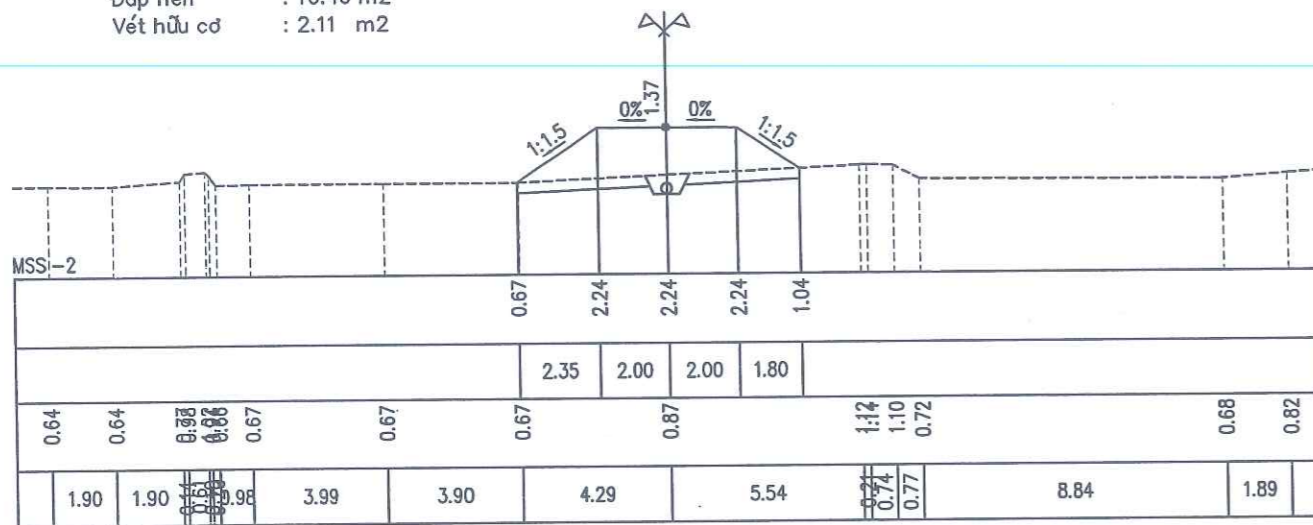 Vét hữu cơ : 2.11 m2
1.37
0% 0%
1:1.5 1:1.5
MSS -2
0.67 2.24 2.24 2.24 1.04
2.35 2.00 2.00 1.80
0.64 0.64 0.67 0.67 0.67 0.87 1.14 1.10 0.72 0.68 0.82
1.90 1.90 0.98 3.99 3.90 4.29 5.54 0.74 0.77 8.84 1.89